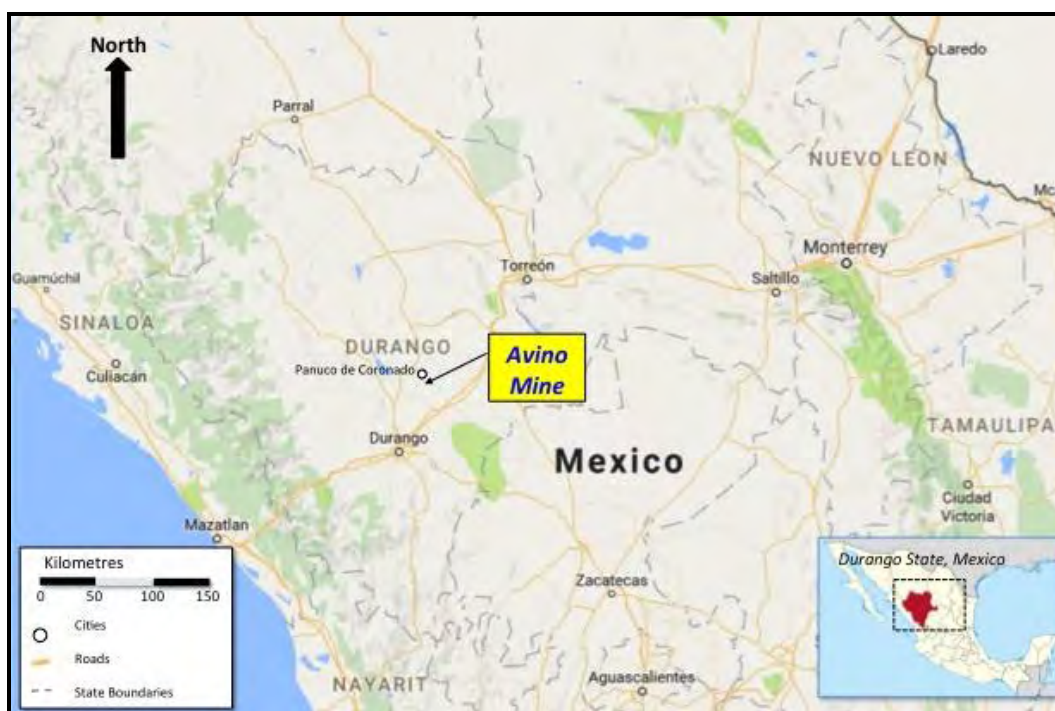 North
Laredo
Parral
NUEVO LEON
Mc
Monterrey
Torreón
Saltillo
Guamúchil
SINALOA
DURANGO
Avino
Mine
Culiacán
Panuco de Coronado
TAMAULIPA
Durango
Mexico
Ciudad
Victoria
Mazatlan
Kilometres
0 50 100 150
Cities
Roads
State Boundaries
Durango State, Mexico
Zacatecas
NAYARIT
Aguascalientes